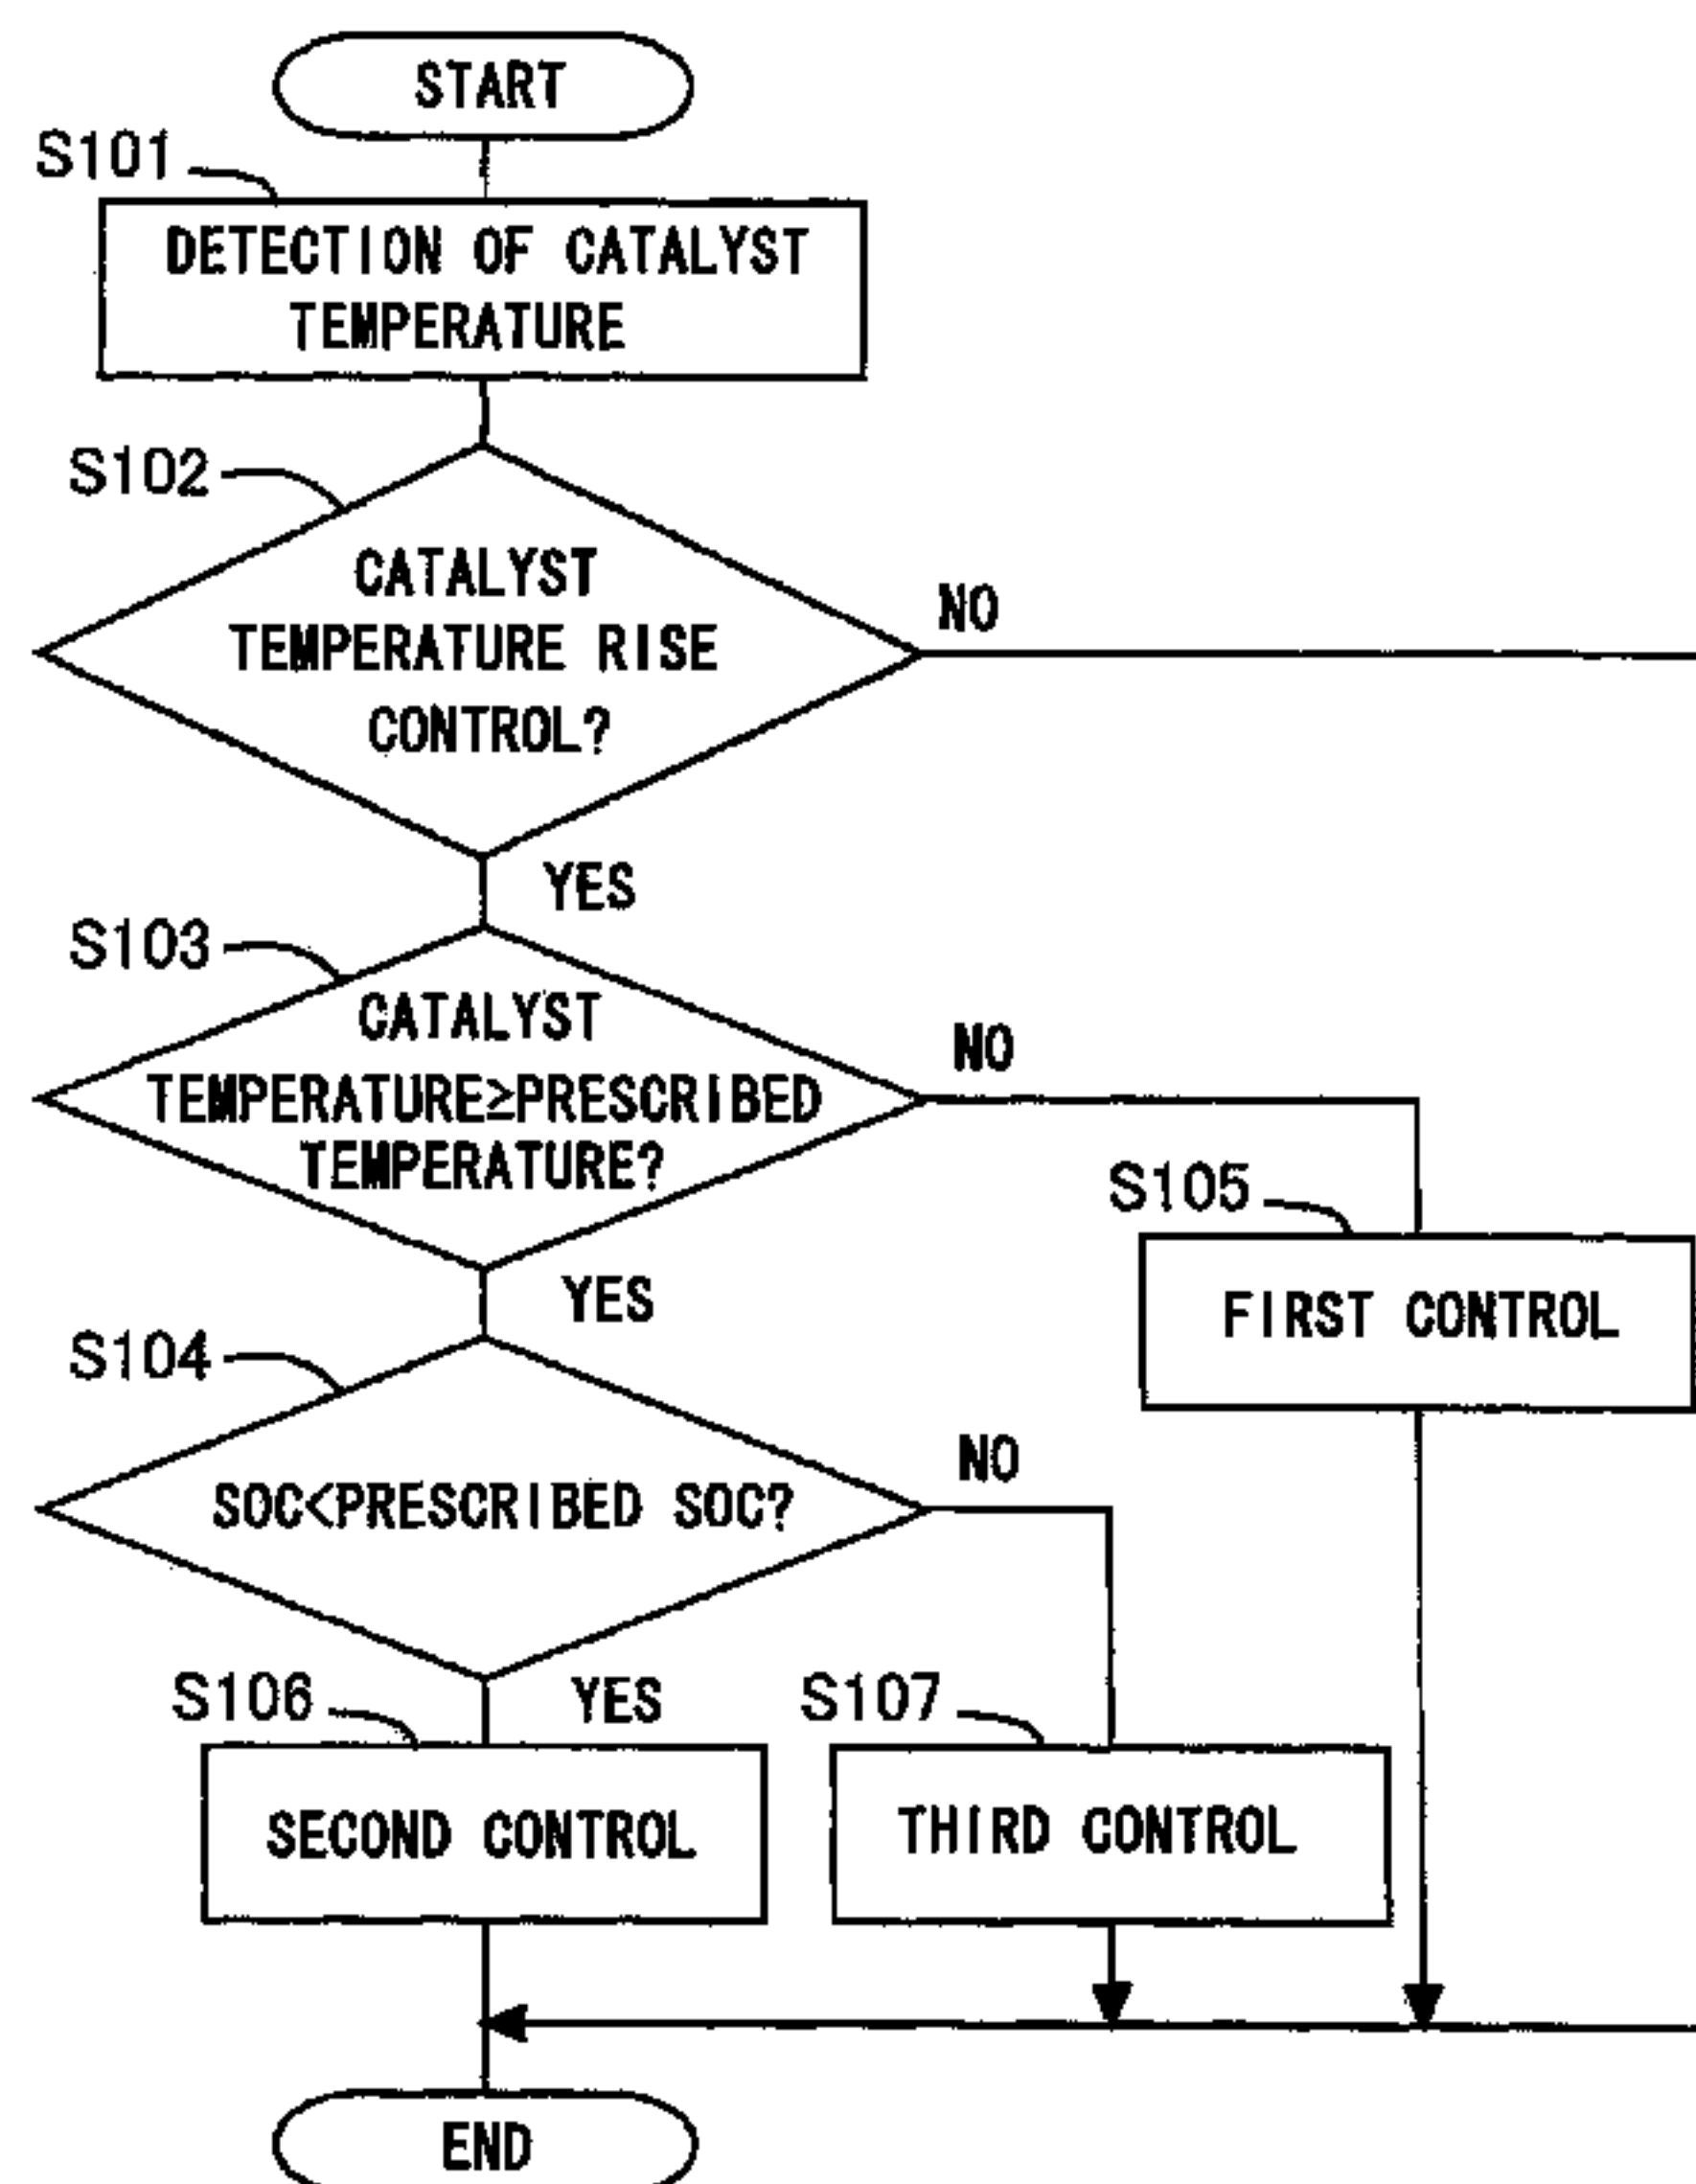 START
S101
DETECTION OF CATALYST
TEMPERATURE
S102
CATALYST
TEMPERATURE RISE
CONTROL?
NO
YES
S103
CATALYST
TEMPERATURE≥PRESCRIBED
TEMPERATURE?
NO
YES
S105
FIRST CONTROL
S104
SOC<PRESCRIBED SOC?
NO
YES
S106
SECOND CONTROL
S107
THIRD CONTROL
END